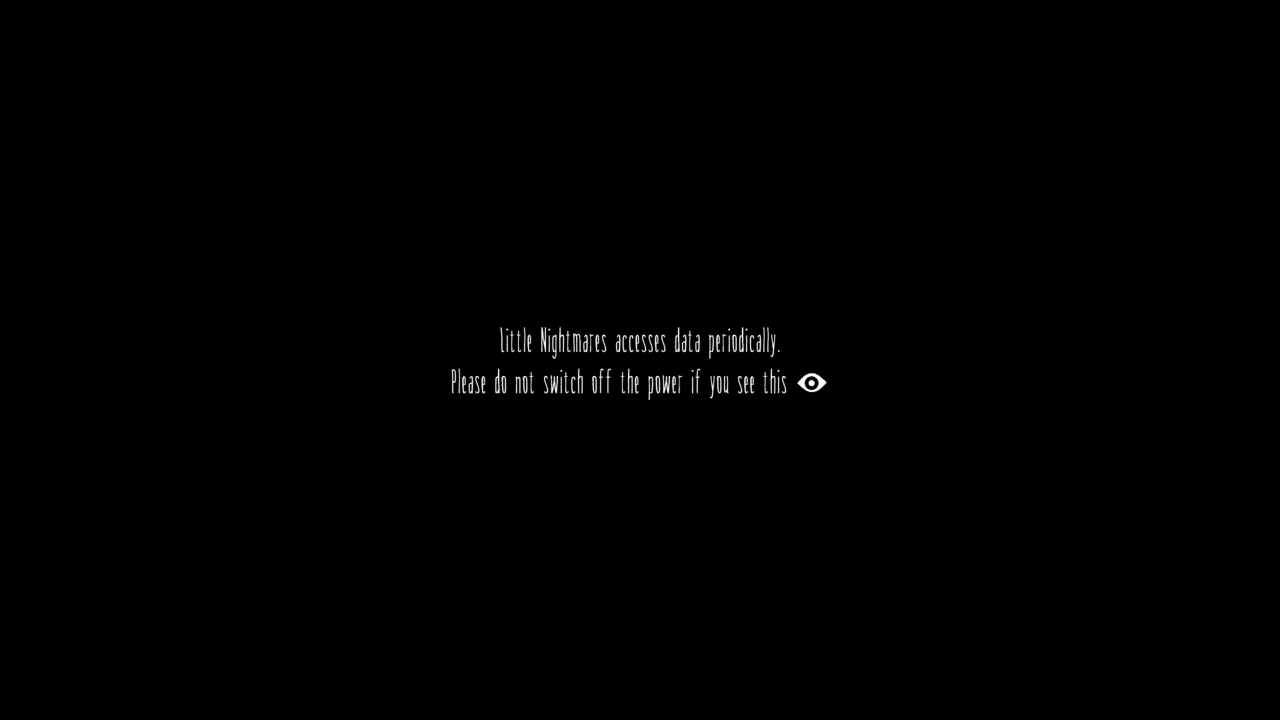 Little Nightmares accesses data periodically.
Please do not switch off the power if you see this